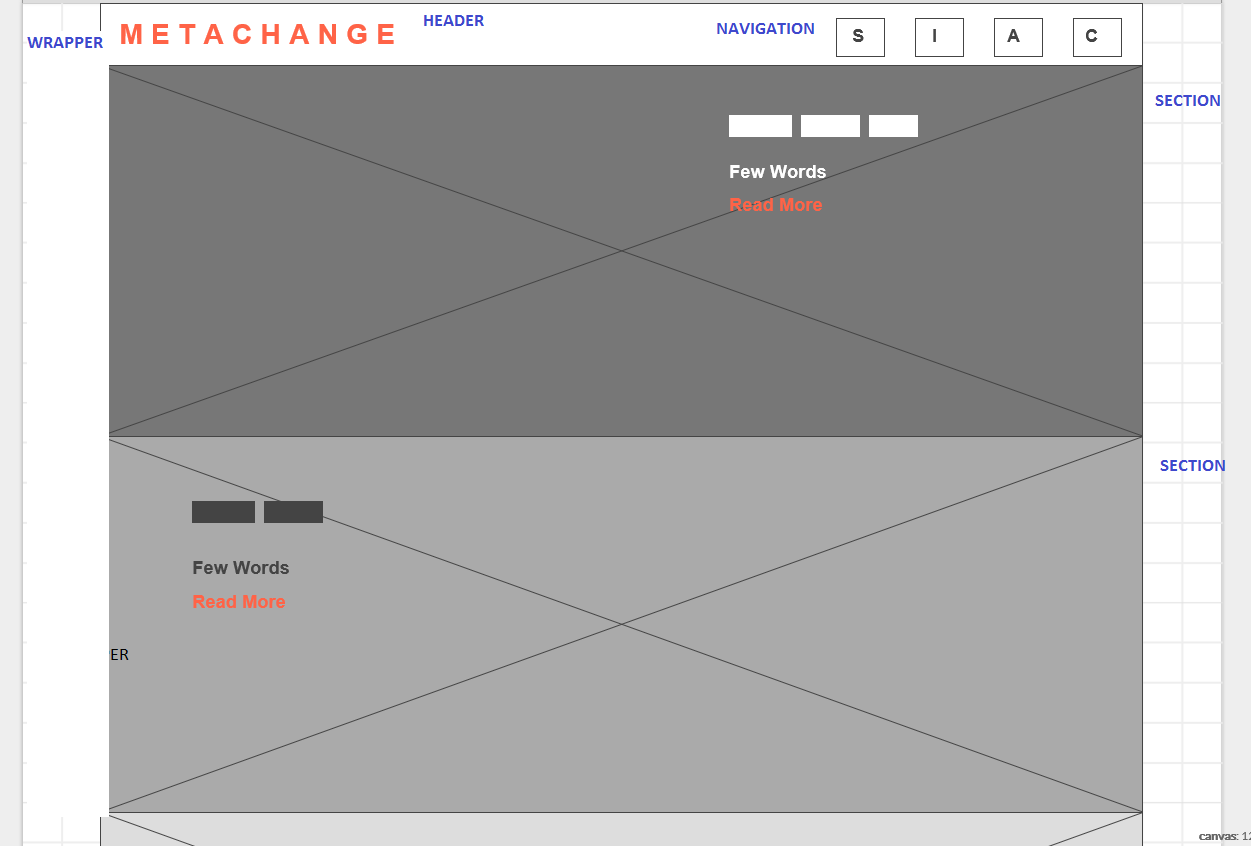 HEADER
WRAPPER
METACHANGE
NAVIGATION
S
I
A
C
SECTION
Few Words
Read More
SECTION
Few Words
Read More
ER
canvas: 12